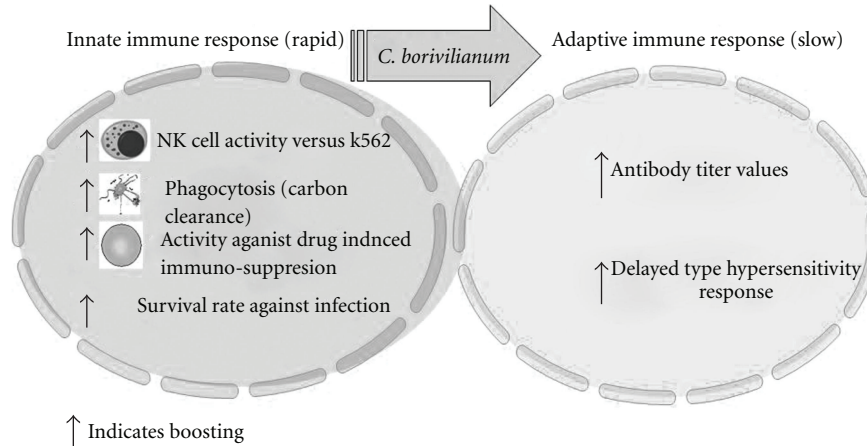 Innate immune response (rapid)
C. borivilianum
Adaptive immune response (slow)
NK cell activity versus k562
Phagocytosis (carbon
clearance)
Activity aganist drug indnced
immuno-suppresion
Survival rate against infection
Antibody titer values
Delayed type hypersensitivity
response
↑ Indicates boosting